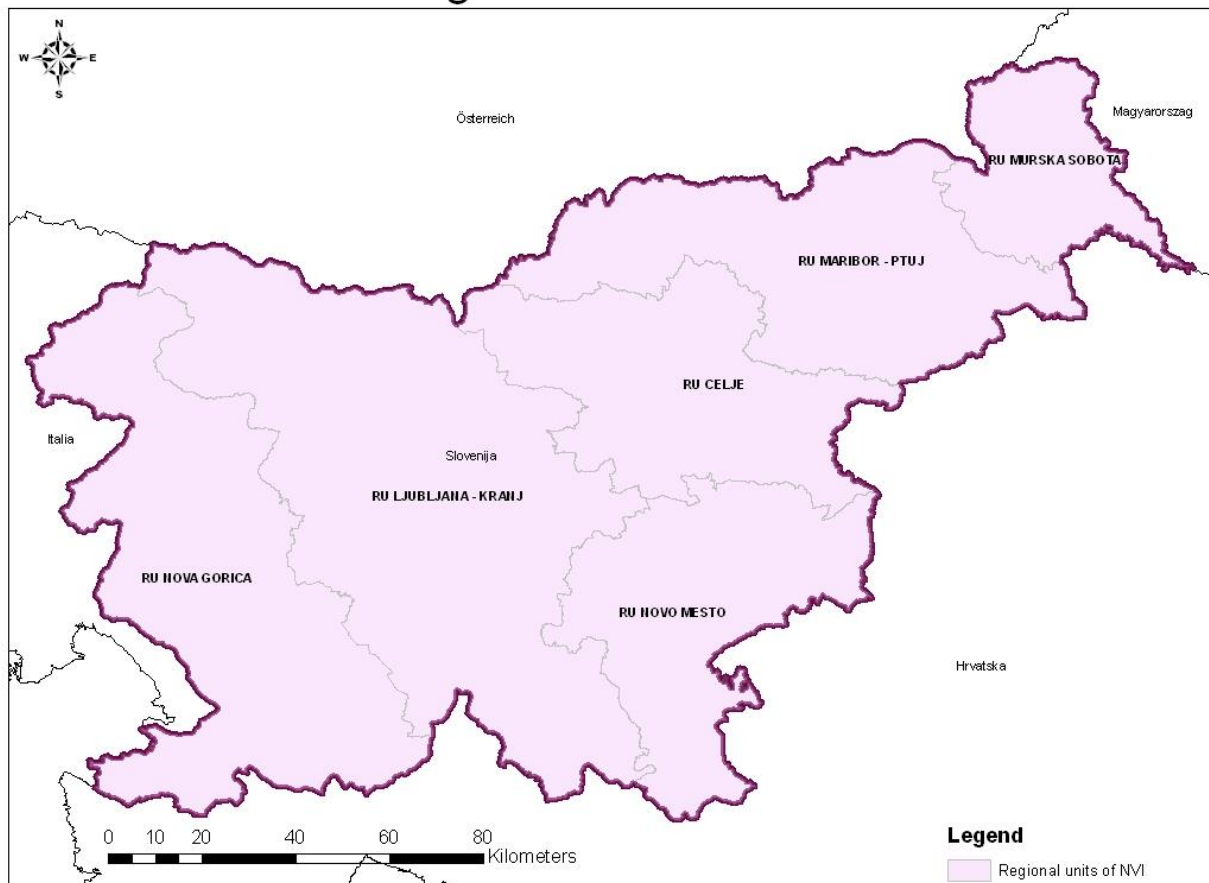 N
W E
S
Österreich
Magyarország
RU MURSKA SOBOTA
RU MARIBOR - PTUJ
RU CELJE
Italia
Slovenija
RU LJUBLJANA - KRANJ
RU NOVA GORICA
RU NOVO MESTO
Hrvatska
0 10 20 40 60 80
Kilometers
Legend
Regional units of NVI